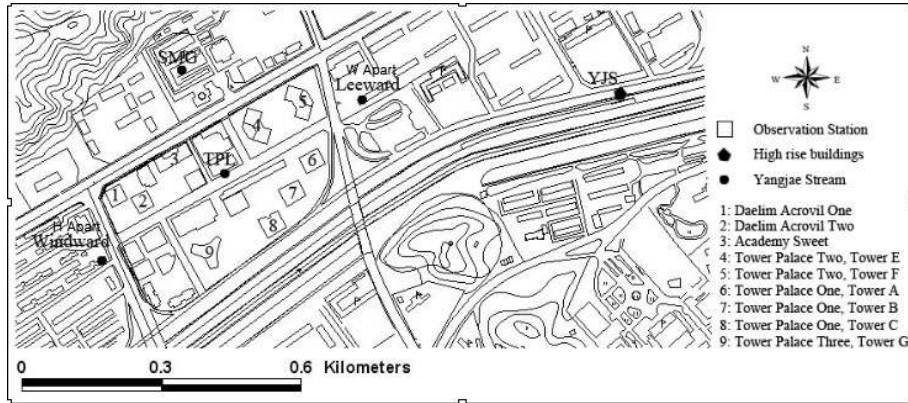 SMG
W Apart
Leeward
YJS
5
4
3
TPL
6
1
2
7
8
H Apart
Windward
9
N
W E
S
Observation Station
High rise buildings
Yangjae Stream
1: Daelim Acrovil One
2: Daelim Acrovil Two
3: Academy Sweet
4: Tower Palace Two, Tower E
5: Tower Palace Two, Tower F
6: Tower Palace One, Tower A
7: Tower Palace One, Tower B
8: Tower Palace One, Tower C
9: Tower Palace Three, Tower G
0 0.3 0.6 Kilometers